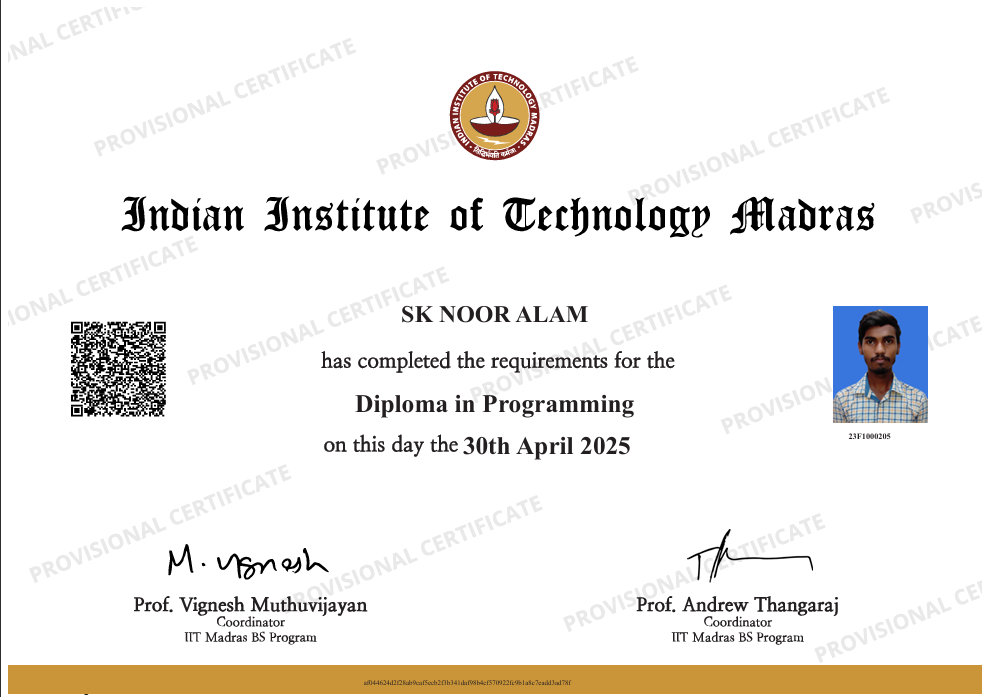 PROVISIONAL CERTIFICATE
INDIAN INSTITUTE OF TECHNOLOGY MADRAS
सिद्धिर्भवति कर्मजा
Indian Institute of Technology Madras
SK NOOR ALAM
has completed the requirements for the
Diploma in Programming
on this day the 30th April 2025
23F1000205
M. Vignesh
Prof. Vignesh Muthuvijayan
Coordinator
IIT Madras BS Program
Prof. Andrew Thangaraj
Coordinator
IIT Madras BS Program